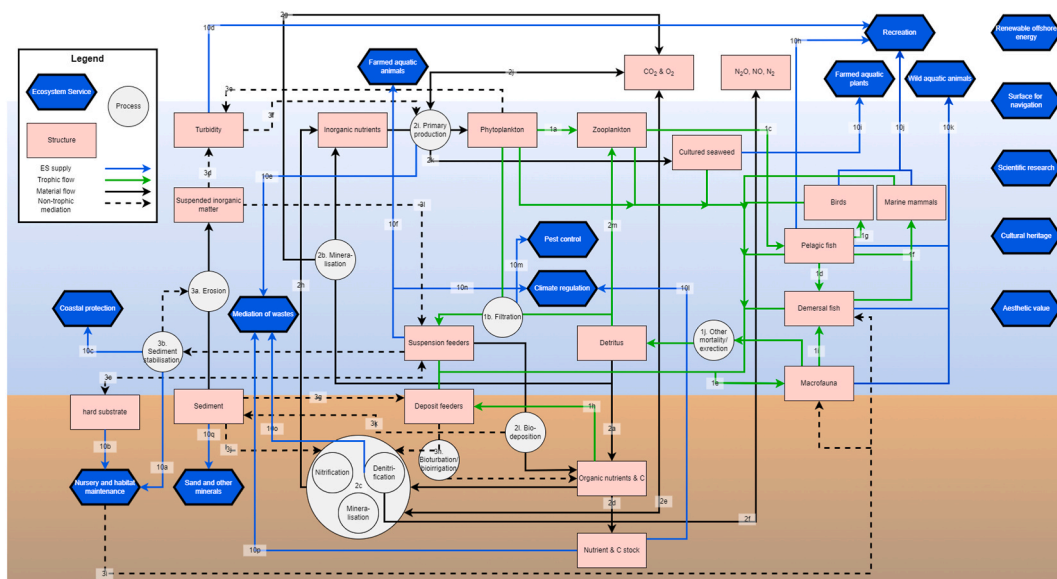 10d
2g
Legend
Ecosystem Service
Process
Structure
ES supply
Trophic flow
Material flow
Non-trophic
mediation
Farmed aquatic
animals
2j
CO2 & O2
N2O, NO, N2
10h
Recreation
Renewable offshore
energy
Farmed aquatic
plants
Wild aquatic animals
Surface for
navigation
3c
3f
Turbidity
Inorganic nutrients
2i. Primary
production
Phytoplankton
1a
Zooplankton
1c
10i
10j
10k
2k
Cultured seaweed
Scientific research
3d
10e
Suspended inorganic
matter
3l
Birds
Marine mammals
10f
2m
Pest control
Pelagic fish
1g
1f
Cultural heritage
2b. Mine-
ralisation
10m
1d
2h
10n
Climate regulation
10l
3a. Erosion
Coastal protection
Mediation of wastes
1b. Filtration
Demersal fish
Aesthetic value
10c
3b.
Sediment
stabilisation
Suspension feeders
Detritus
1j. Other
mortality/
exrection
1i
3e
1e
Macrofauna
hard substrate
Sediment
3g
Deposit feeders
1h
3k
10b
10a
10q
10o
2l. Bio-
deposition
2a
3j
3h.
Bioturbation/
bioirrigation
Nursery and habitat
maintenance
Sand and other
minerals
Nitrification
Denitri-
fication
2c
Mine-
ralisation
Organic nutrients & C
2d
2e
2f
10p
Nutrient & C stock
3i